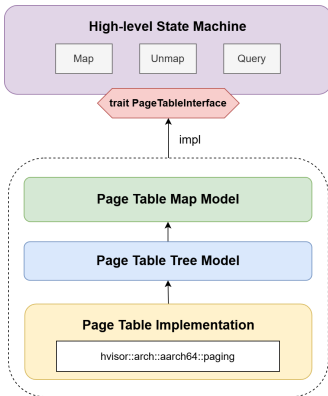 High-level State Machine
Map
Unmap
Query
trait PageTableInterface
impl
Page Table Map Model
Page Table Tree Model
Page Table Implementation
hvisor::arch::aarch64::paging